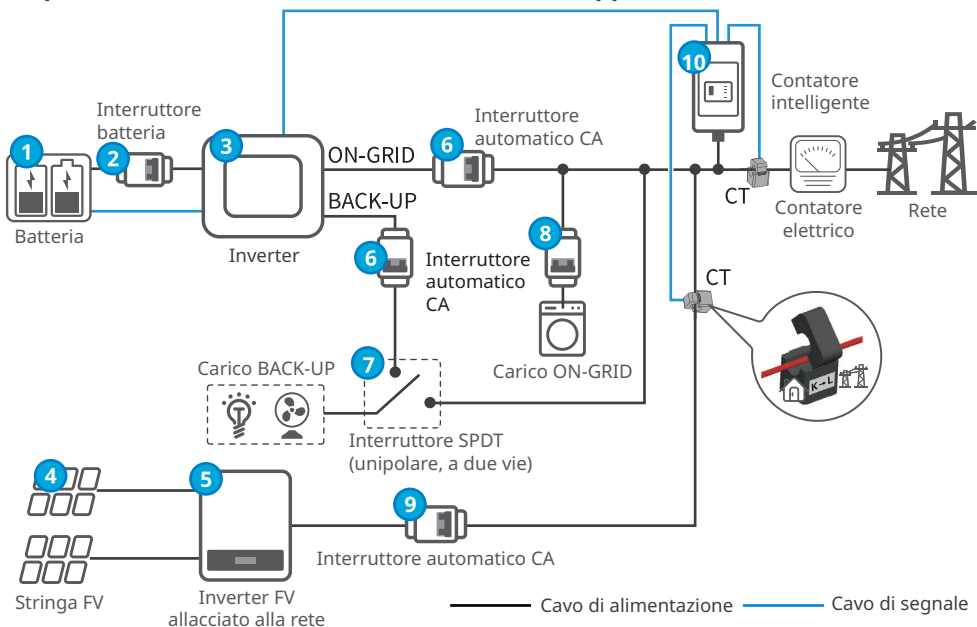 10
Contatore
intelligente
Interruttore
batteria
Interruttore
automatico CA
1
2
3
ON-GRID
6
BACK-UP
CT
Batteria
Inverter
Contatore
elettrico
Rete
6
Interruttore
automatico
CA
8
CT
Carico BACK-UP
7
Carico ON-GRID
K→L
Interruttore SPDT
(unipolare, a due vie)
4
5
9
Interruttore automatico CA
Stringa FV
Inverter FV
allacciato alla rete
Cavo di alimentazione
Cavo di segnale